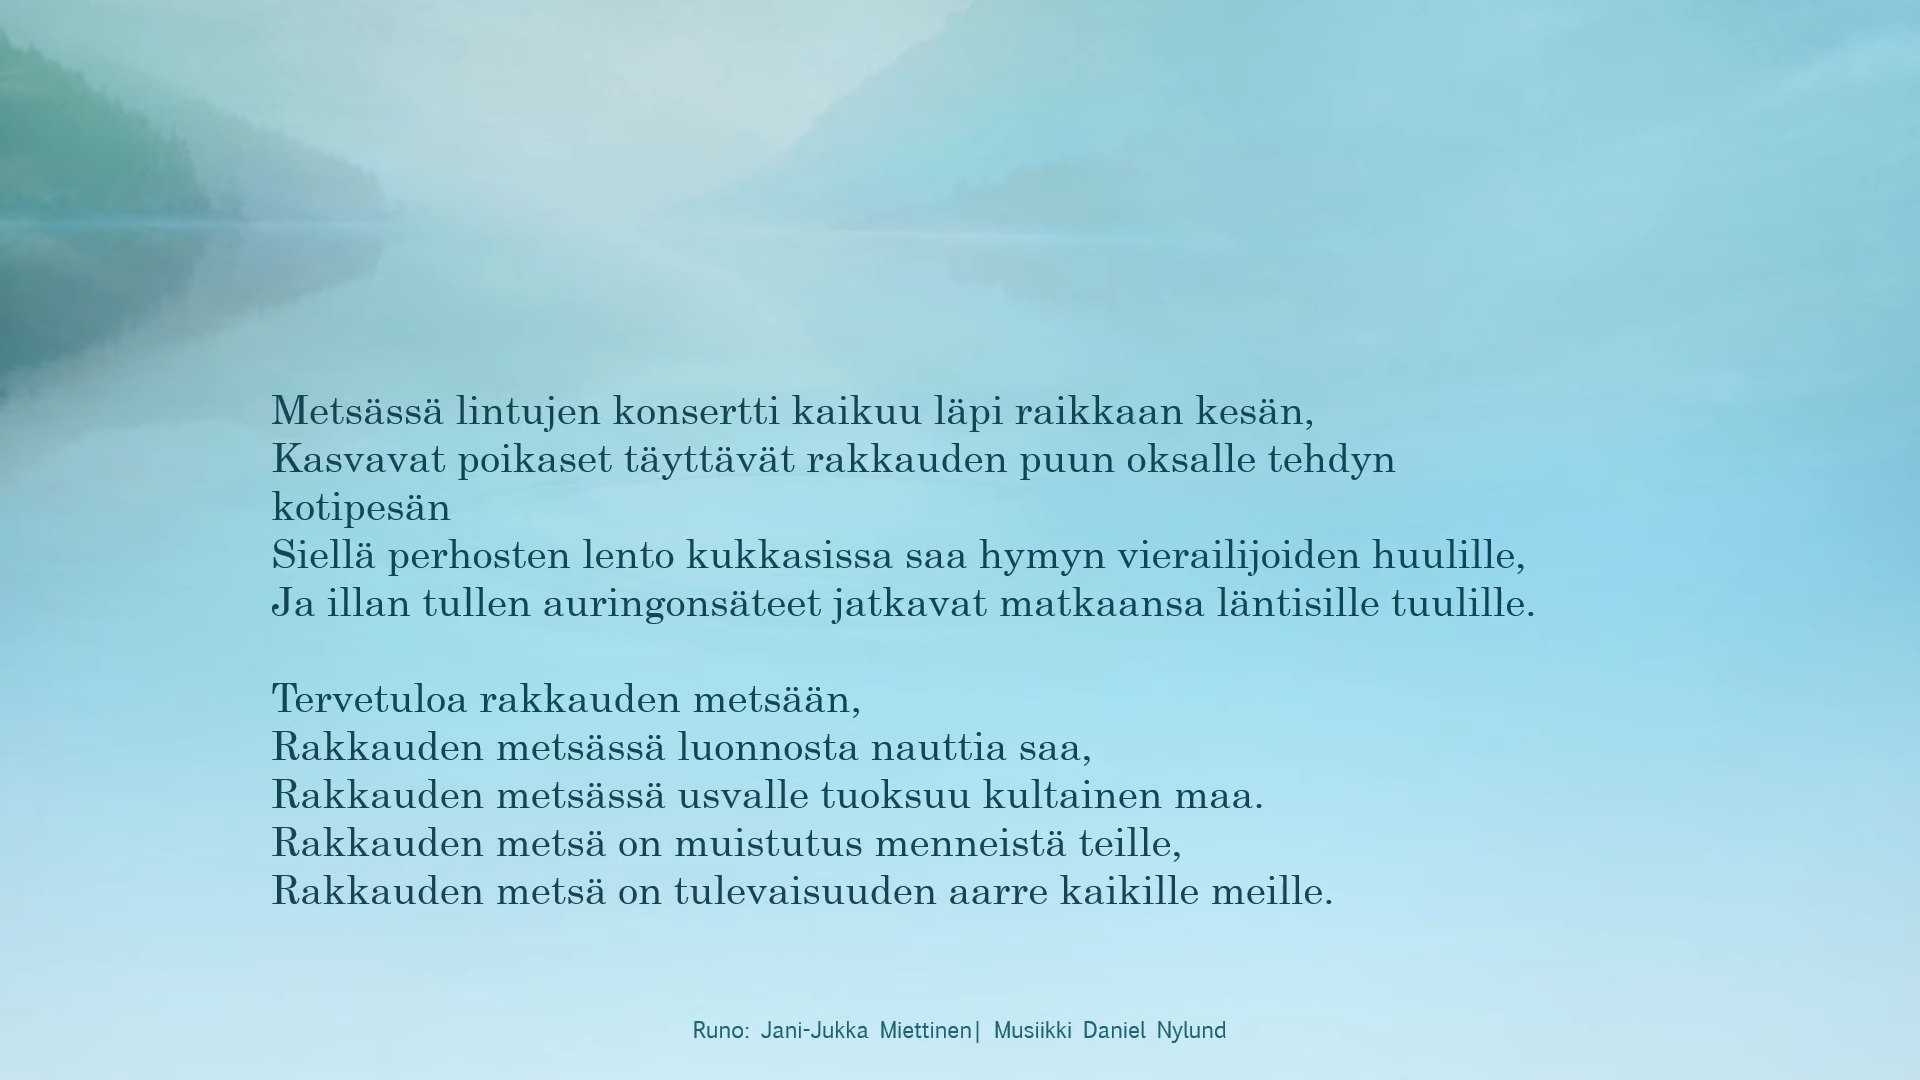 Metsässä lintujen konsertti kaikuu läpi raikkaan kesän,
Kasvavat poikaset täyttävät rakkauden puun oksalle tehdyn
kotipesän
Siellä perhosten lento kukkasissa saa hymyn vierailijoiden huulille,
Ja illan tullen auringonsäteet jatkavat matkaansa läntisille tuulille.

Tervetuloa rakkauden metsään,
Rakkauden metsässä luonnosta nauttia saa,
Rakkauden metsässä usvalle tuoksuu kultainen maa.
Rakkauden metsä on muistutus menneistä teille,
Rakkauden metsä on tulevaisuuden aarre kaikille meille.

Runo: Jani-Jukka Miettinen| Musiikki Daniel Nylund